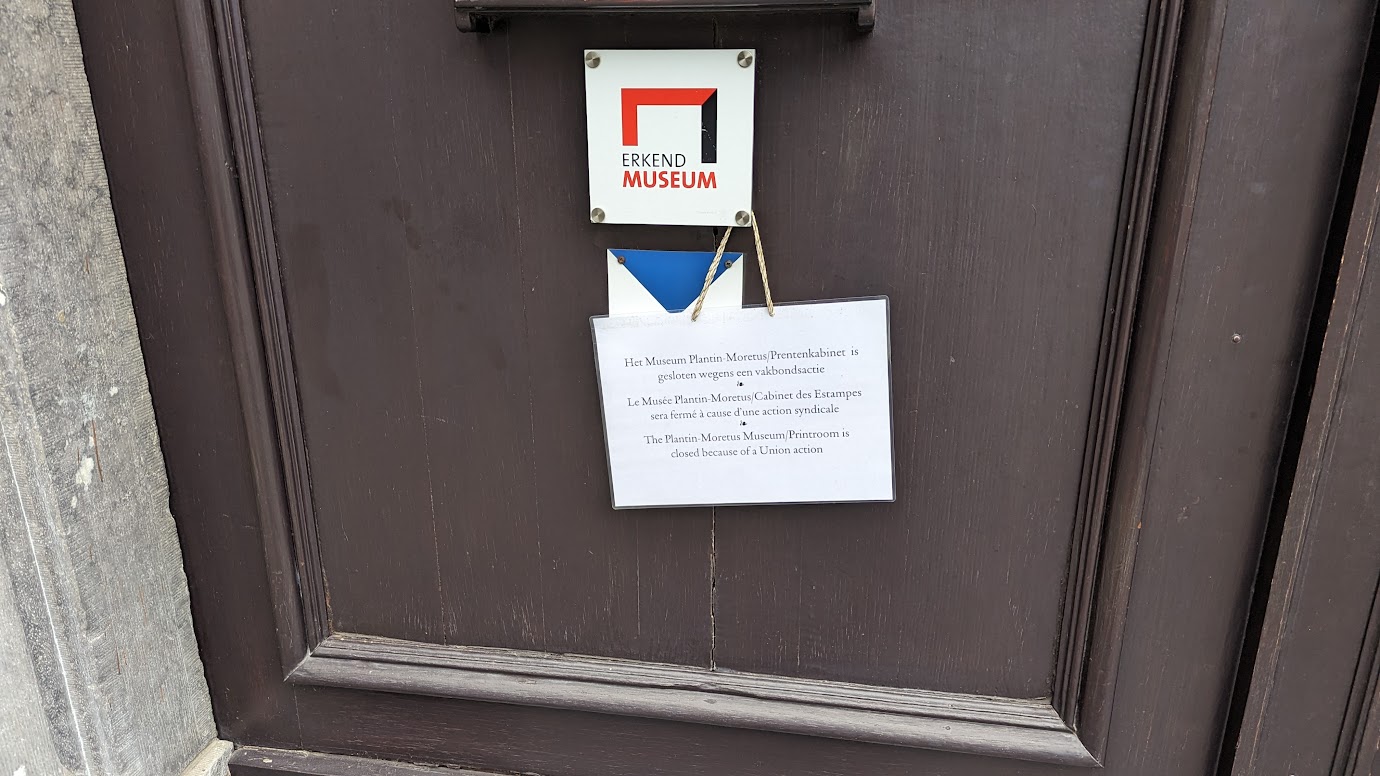 ERKEND
MUSEUM
Het Museum Plantin-Moretus/Prentenkabinet is
gesloten wegens een vakbondsactie
Le Musée Plantin-Moretus/Cabinet des Estampes
sera fermé à cause d'une action syndicale
The Plantin-Moretus Museum/Printroom is
closed because of a Union action